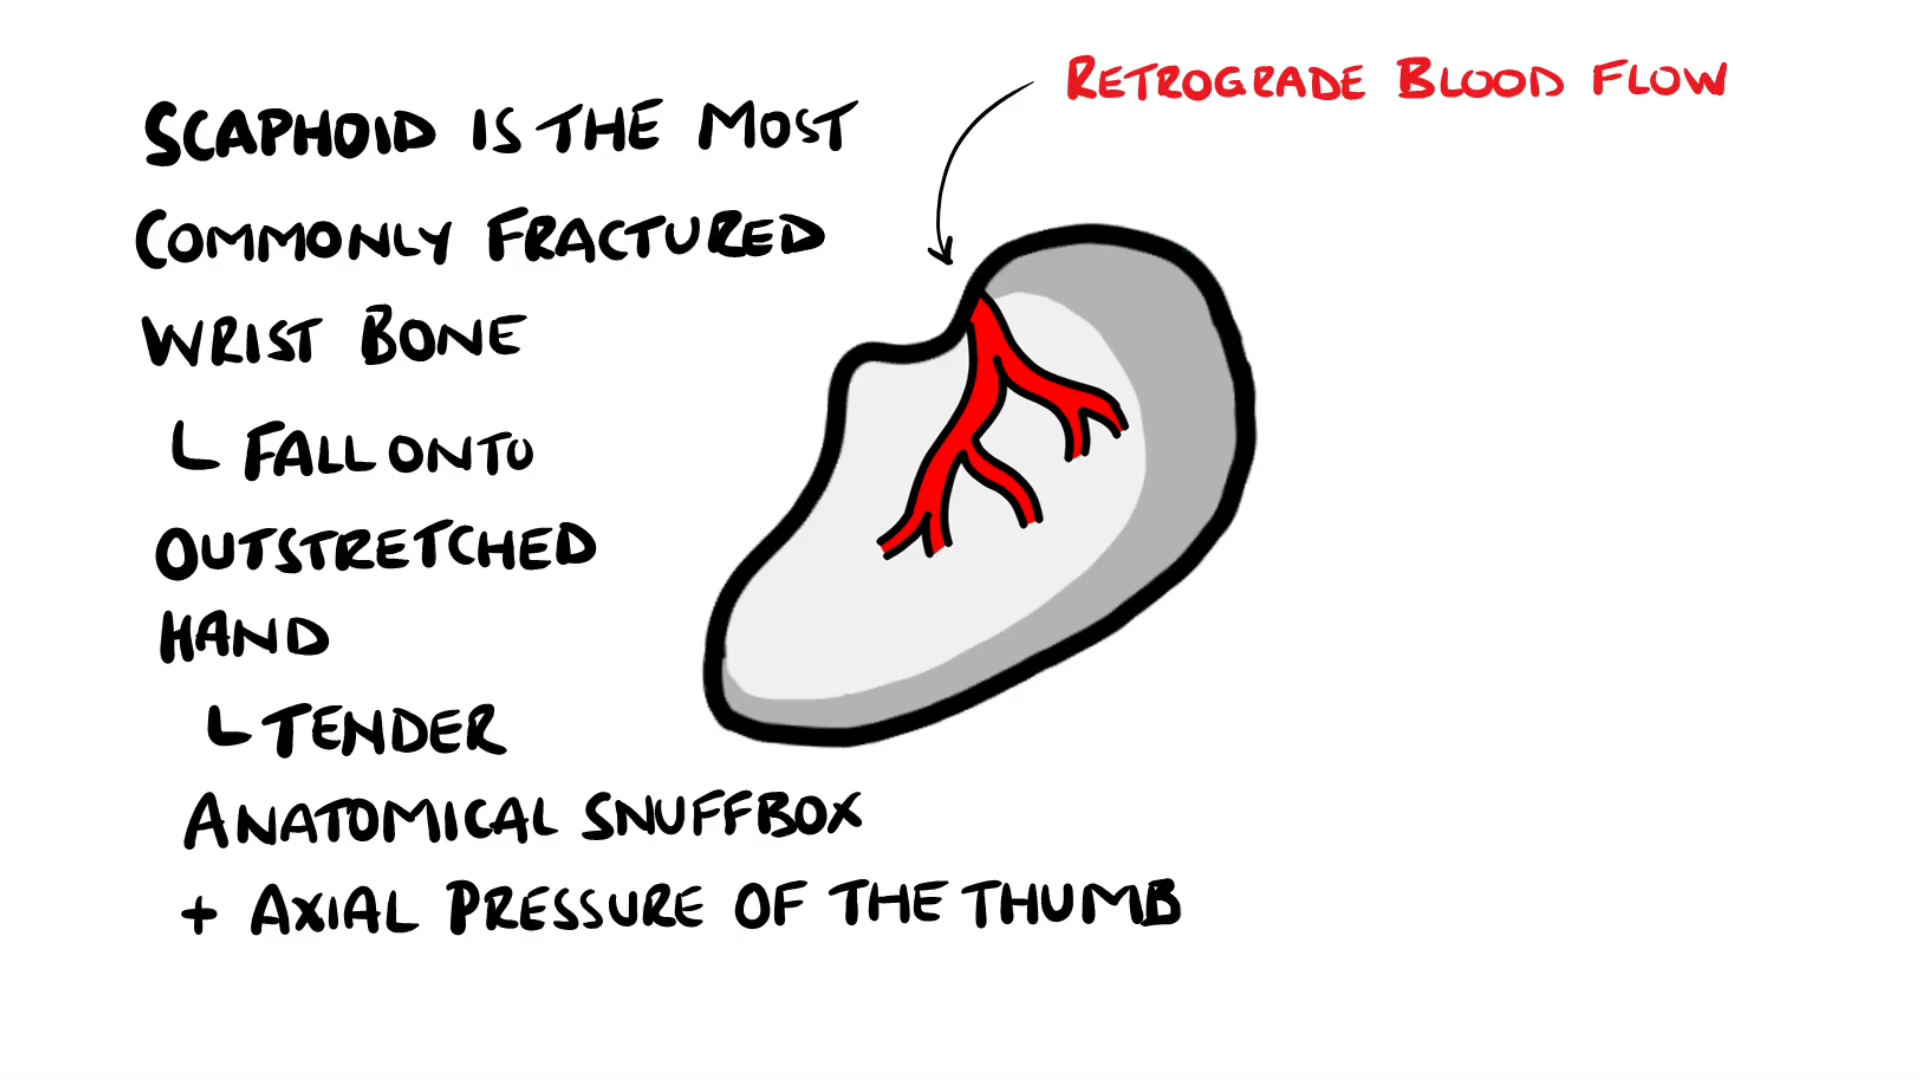 SCAPHOID IS THE MOST
COMMONLY FRACTURED
WRIST BONE
FALL ONTO
OUTSTRETCHED
HAND
TENDER
ANATOMICAL SNUFFBOX
+ AXIAL PRESSURE OF THE THUMB
RETROGRADE BLOOD FLOW